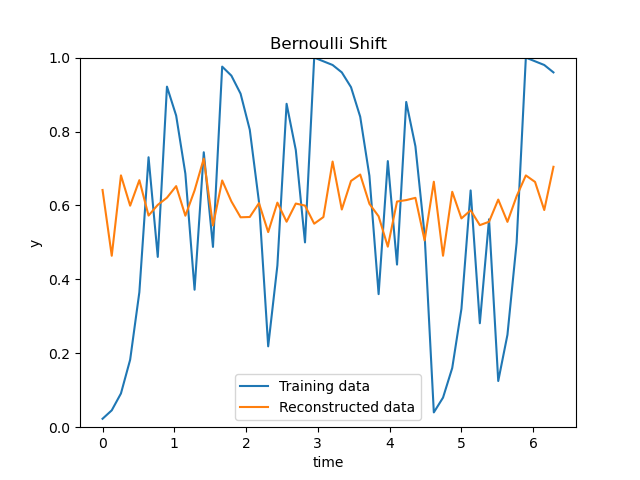 Bernoulli Shift
1.0
0.8
0.6
0.4
0.2
0.0
y
Training data
Reconstructed data
0 1 2 3 4 5 6
time